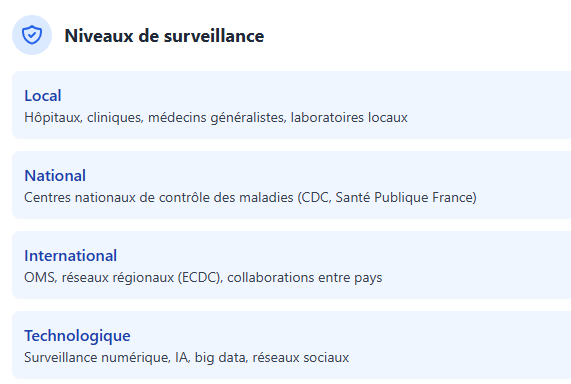 Niveaux de surveillance
Local
Hôpitaux, cliniques, médecins généralistes, laboratoires locaux
National
Centres nationaux de contrôle des maladies (CDC, Santé Publique France)
International
OMS, réseaux régionaux (ECDC), collaborations entre pays
Technologique
Surveillance numérique, IA, big data, réseaux sociaux